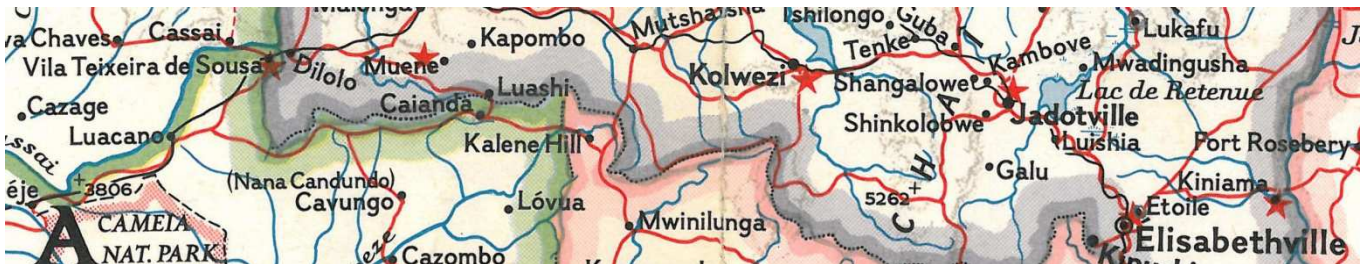 Mutshatsha
Guba
Lukafu
Chaves
Cassai
Kapombo
Tenke
Kambove
Mwadingusha
Vila Teixeira de Sousa
Dilolo
Muene
Kolwezi
Shangalowe
Lac de Retenue
Cazage
Luashi
Caianda
Jadotville
Shinkolobwe
Luacano
Kalene Hill
Luishia
Port Rosebery
(Nana Candundo)
Cavungo
Galu
Kiniama
3806
Lóvua
5262
Etoile
CAMEIA
NAT. PARK
Mwinilunga
Elisabethville
Cazombo
A
C H A